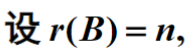 设 r(B) = n,